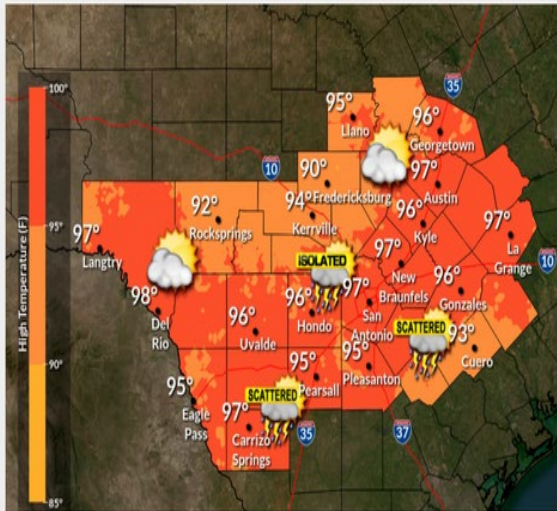 High Temperature (F)
100°
95°
90°
85°
35
95°
Llano
96°
Georgetown
10
90°
Fredericksburg
97°
Austin
92°
Rocksprings
94°
Kerrville
96°
Kyle
97°
La
Grange
97°
Langtry
ISOLATED
97°
New
Braunfels
10
98°
Del
Rio
96°
Uvalde
96°
Hondo
97°
San
Antonio
96°
Gonzales
SCATTERED
93°
Cuero
95°
Eagle
Pass
95°
Pearsall
95°
Pleasanton
SCATTERED
97°
Carrizo
Springs
35
37